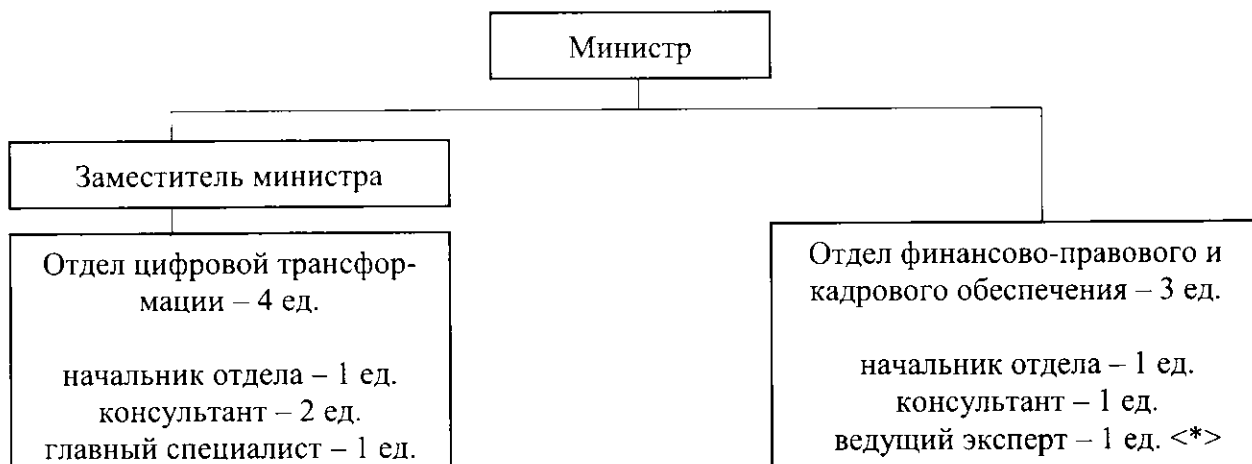 Министр
Заместитель министра
Отдел цифровой трансфор-
мации – 4 ед.
начальник отдела – 1 ед.
консультант – 2 ед.
главный специалист – 1 ед.
Отдел финансово-правового и
кадрового обеспечения – 3 ед.
начальник отдела – 1 ед.
консультант – 1 ед.
ведущий эксперт – 1 ед. <*>